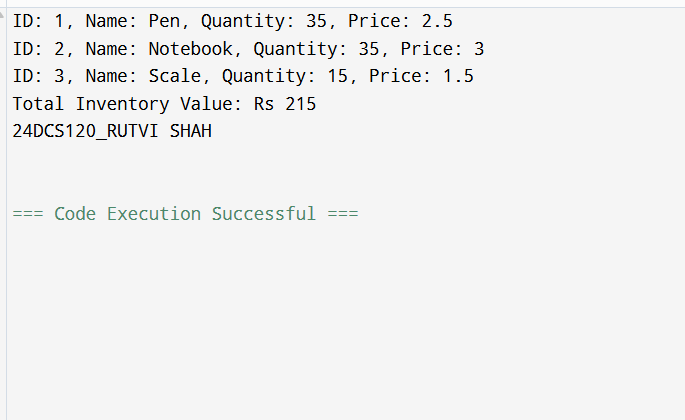 ID: 1, Name: Pen, Quantity: 35, Price: 2.5
ID: 2, Name: Notebook, Quantity: 35, Price: 3
ID: 3, Name: Scale, Quantity: 15, Price: 1.5
Total Inventory Value: Rs 215
24DCS120_RUTVI SHAH
=== Code Execution Successful ===